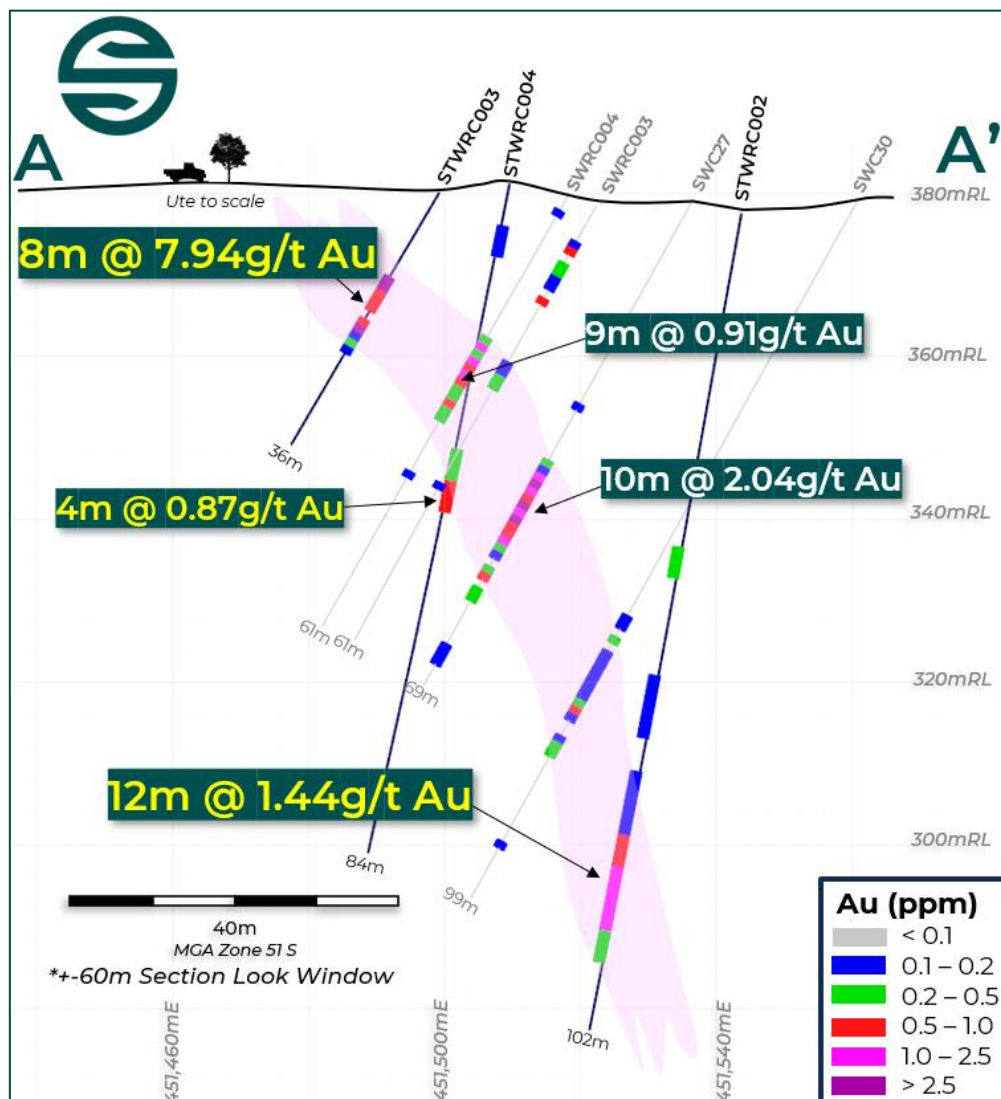 A
A'
STWRC003
STWRC004
SWRC004
SWRC003
SWC27
STWRC002
SWC30
Ute to scale
380mRL
8m @ 7.94g/t Au
9m @ 0.91g/t Au
360mRL
36m
10m @ 2.04g/t Au
4m @ 0.87g/t Au
340mRL
61m
61m
69m
320mRL
12m @ 1.44g/t Au
300mRL
84m
99m
102m
40m
MGA Zone 51 S
*+-60m Section Look Window
451,460mE
451,500mE
451,540mE
Au (ppm)
< 0.1
0.1 – 0.2
0.2 – 0.5
0.5 – 1.0
1.0 – 2.5
> 2.5